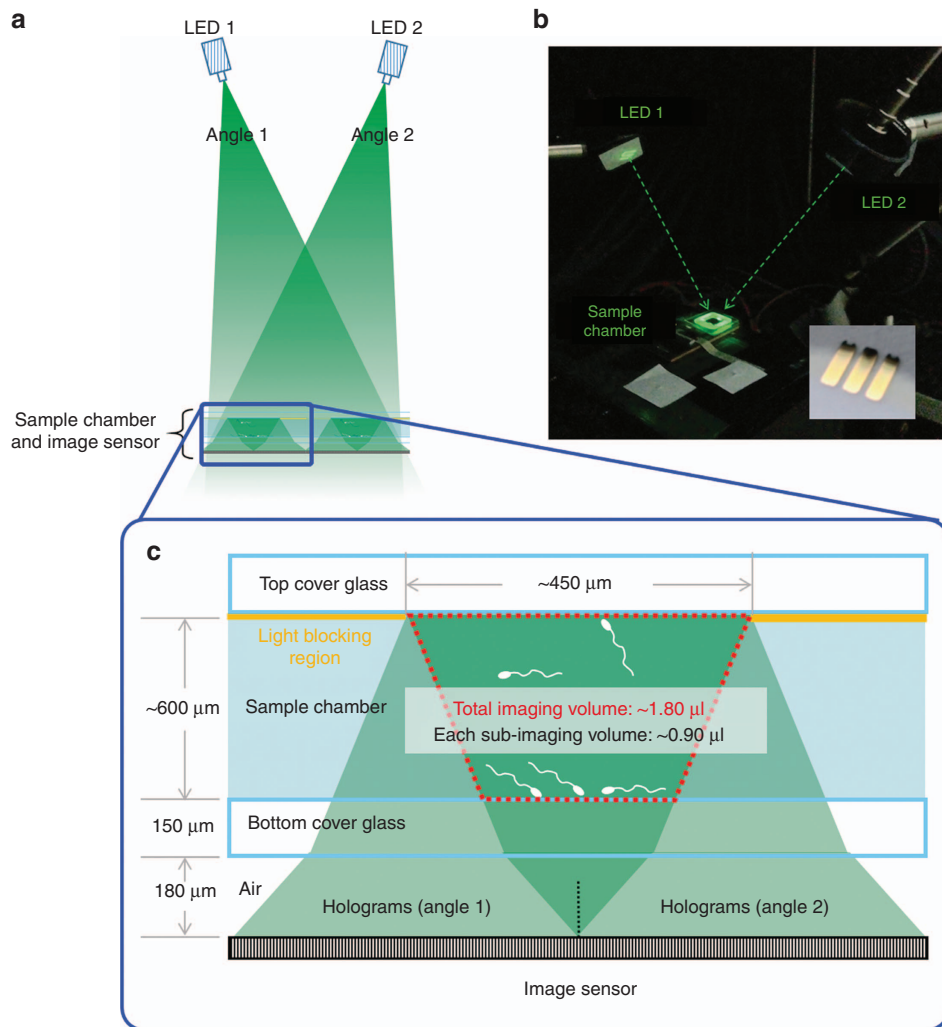 a
LED 1
LED 2
Angle 1
Angle 2
Sample chamber
and image sensor
b
LED 1
LED 2
Sample
chamber
c
Top cover glass
~450 μm
Light blocking
region
~600 μm
Sample chamber
Total imaging volume: ~1.80 μl
Each sub-imaging volume: ~0.90 μl
150 μm
Bottom cover glass
180 μm
Air
Holograms (angle 1)
Holograms (angle 2)
Image sensor